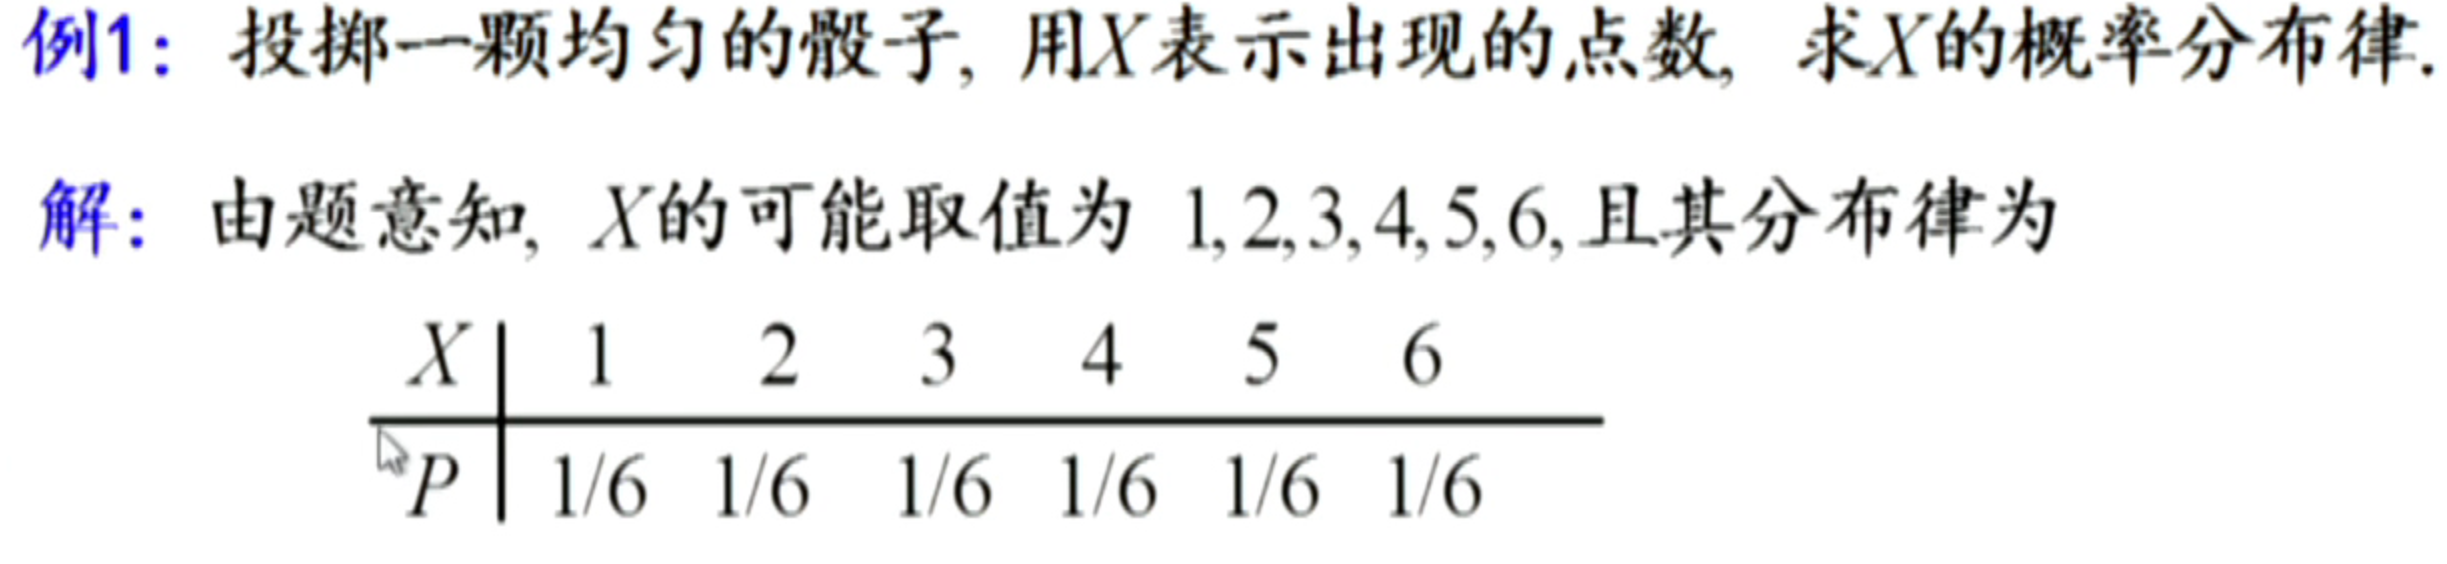 例1: 投掷一颗均匀的骰子, 用X表示出现的点数, 求X的概率分布律.
解: 由题意知, X的可能取值为 1,2,3,4,5,6, 且其分布律为
X 1 2 3 4 5 6
P 1/6 1/6 1/6 1/6 1/6 1/6